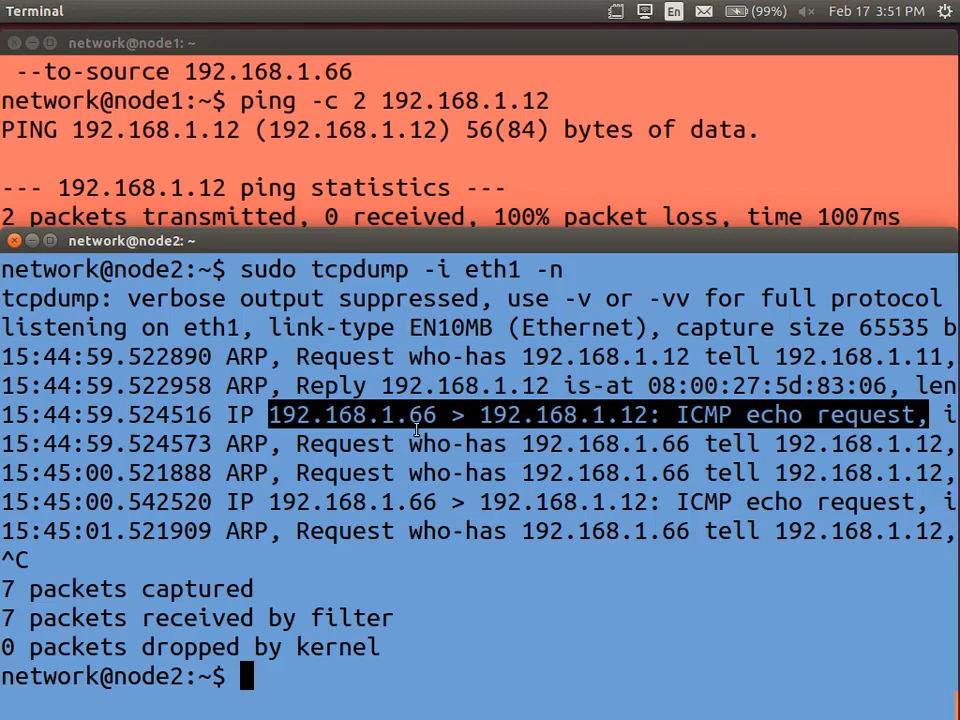 Terminal
En
(99%)
Feb 17 3:51 PM
network@node1: ~
--to-source 192.168.1.66
network@node1:~$ ping -c 2 192.168.1.12
PING 192.168.1.12 (192.168.1.12) 56(84) bytes of data.
--- 192.168.1.12 ping statistics ---
2 packets transmitted, 0 received, 100% packet loss, time 1007ms
network@node2: ~
network@node2:~$ sudo tcpdump -i eth1 -n
tcpdump: verbose output suppressed, use -v or -vv for full protocol
listening on eth1, link-type EN10MB (Ethernet), capture size 65535 b
15:44:59.522890 ARP, Request who-has 192.168.1.12 tell 192.168.1.11,
15:44:59.522958 ARP, Reply 192.168.1.12 is-at 08:00:27:5d:83:06, len
15:44:59.524516 IP 192.168.1.66 > 192.168.1.12: ICMP echo request, i
15:44:59.524573 ARP, Request who-has 192.168.1.66 tell 192.168.1.12,
15:45:00.521888 ARP, Request who-has 192.168.1.66 tell 192.168.1.12,
15:45:00.542520 IP 192.168.1.66 > 192.168.1.12: ICMP echo request, i
15:45:01.521909 ARP, Request who-has 192.168.1.66 tell 192.168.1.12,
^C
7 packets captured
7 packets received by filter
0 packets dropped by kernel
network@node2:~$